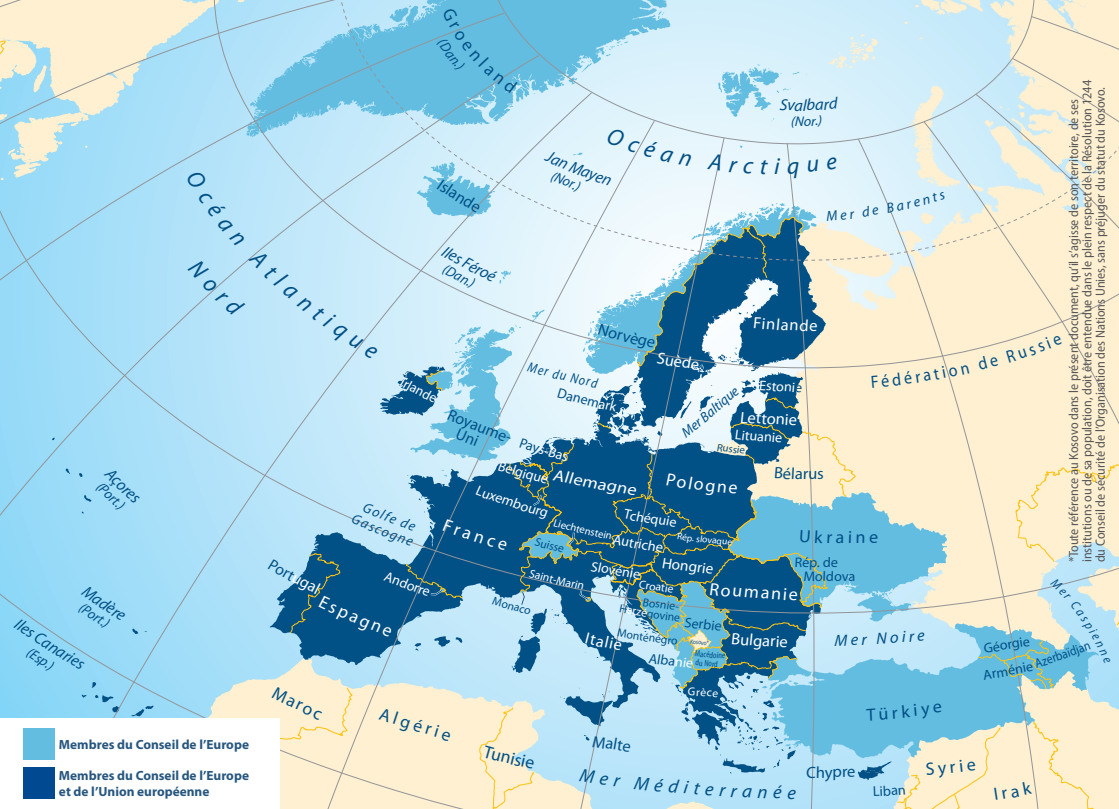 Groenland
(Dan.)
Svalbard
(Nor.)
Océan Arctique
Jan Mayen
(Nor.)
Islande
Mer de Barents
Océan Atlantique
Nord
Iles Féroé
(Dan.)
Norvège
Finlande
Suède
Fédération de Russie
Mer du Nord
Danemark
Mer Baltique
Estonie
Lettonie
Lituanie
Russie
Irlande
Royaume-
Uni
Pays-Bas
Belgique
Allemagne
Pologne
Bélarus
Luxembourg
Açores
(Port.)
Golfe de
Gascogne
France
Tchéquie
Rép. slovaque
Liechtenstein
Suisse
Autriche
Ukraine
Hongrie
Rép. de
Moldova
Slovénie
Saint-Marin
Croatie
Roumanie
Portugal
Andorre
Espagne
Monaco
Bosnie-
Herzégovine
Serbie
Madère
(Port.)
Italie
Monténégro
Kosovo*
Bulgarie
Mer Noire
Mer Caspienne
Géorgie
Azerbaïdjan
Arménie
Albanie
Macédoine
du Nord
Iles Canaries
(Esp.)
Grèce
Türkiye
Maroc
Algérie
Tunisie
Malte
Mer Méditerranée
Chypre
Liban
Syrie
Irak
Membres du Conseil de l’Europe
Membres du Conseil de l’Europe
et de l’Union européenne
*Toute référence au Kosovo dans le présent document, qu’il s’agisse de son territoire, de ses
institutions ou de sa population, doit être entendue dans le plein respect de la Résolution 1244
du Conseil de sécurité de l’Organisation des Nations Unies, sans préjuger du statut du Kosovo.